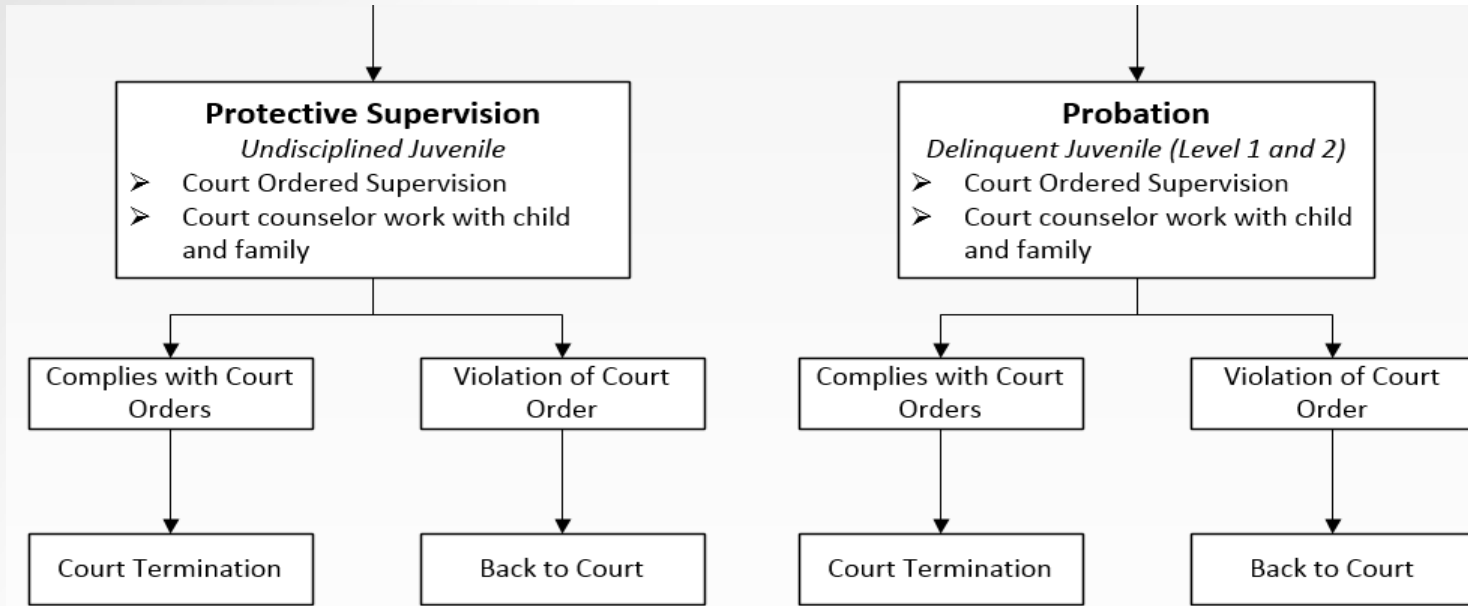 Protective Supervision
Undisciplined Juvenile
➢ Court Ordered Supervision
➢ Court counselor work with child
and family
Probation
Delinquent Juvenile (Level 1 and 2)
➢ Court Ordered Supervision
➢ Court counselor work with child
and family
Complies with Court
Orders
Violation of Court
Order
Complies with Court
Orders
Violation of Court
Order
Court Termination
Back to Court
Court Termination
Back to Court